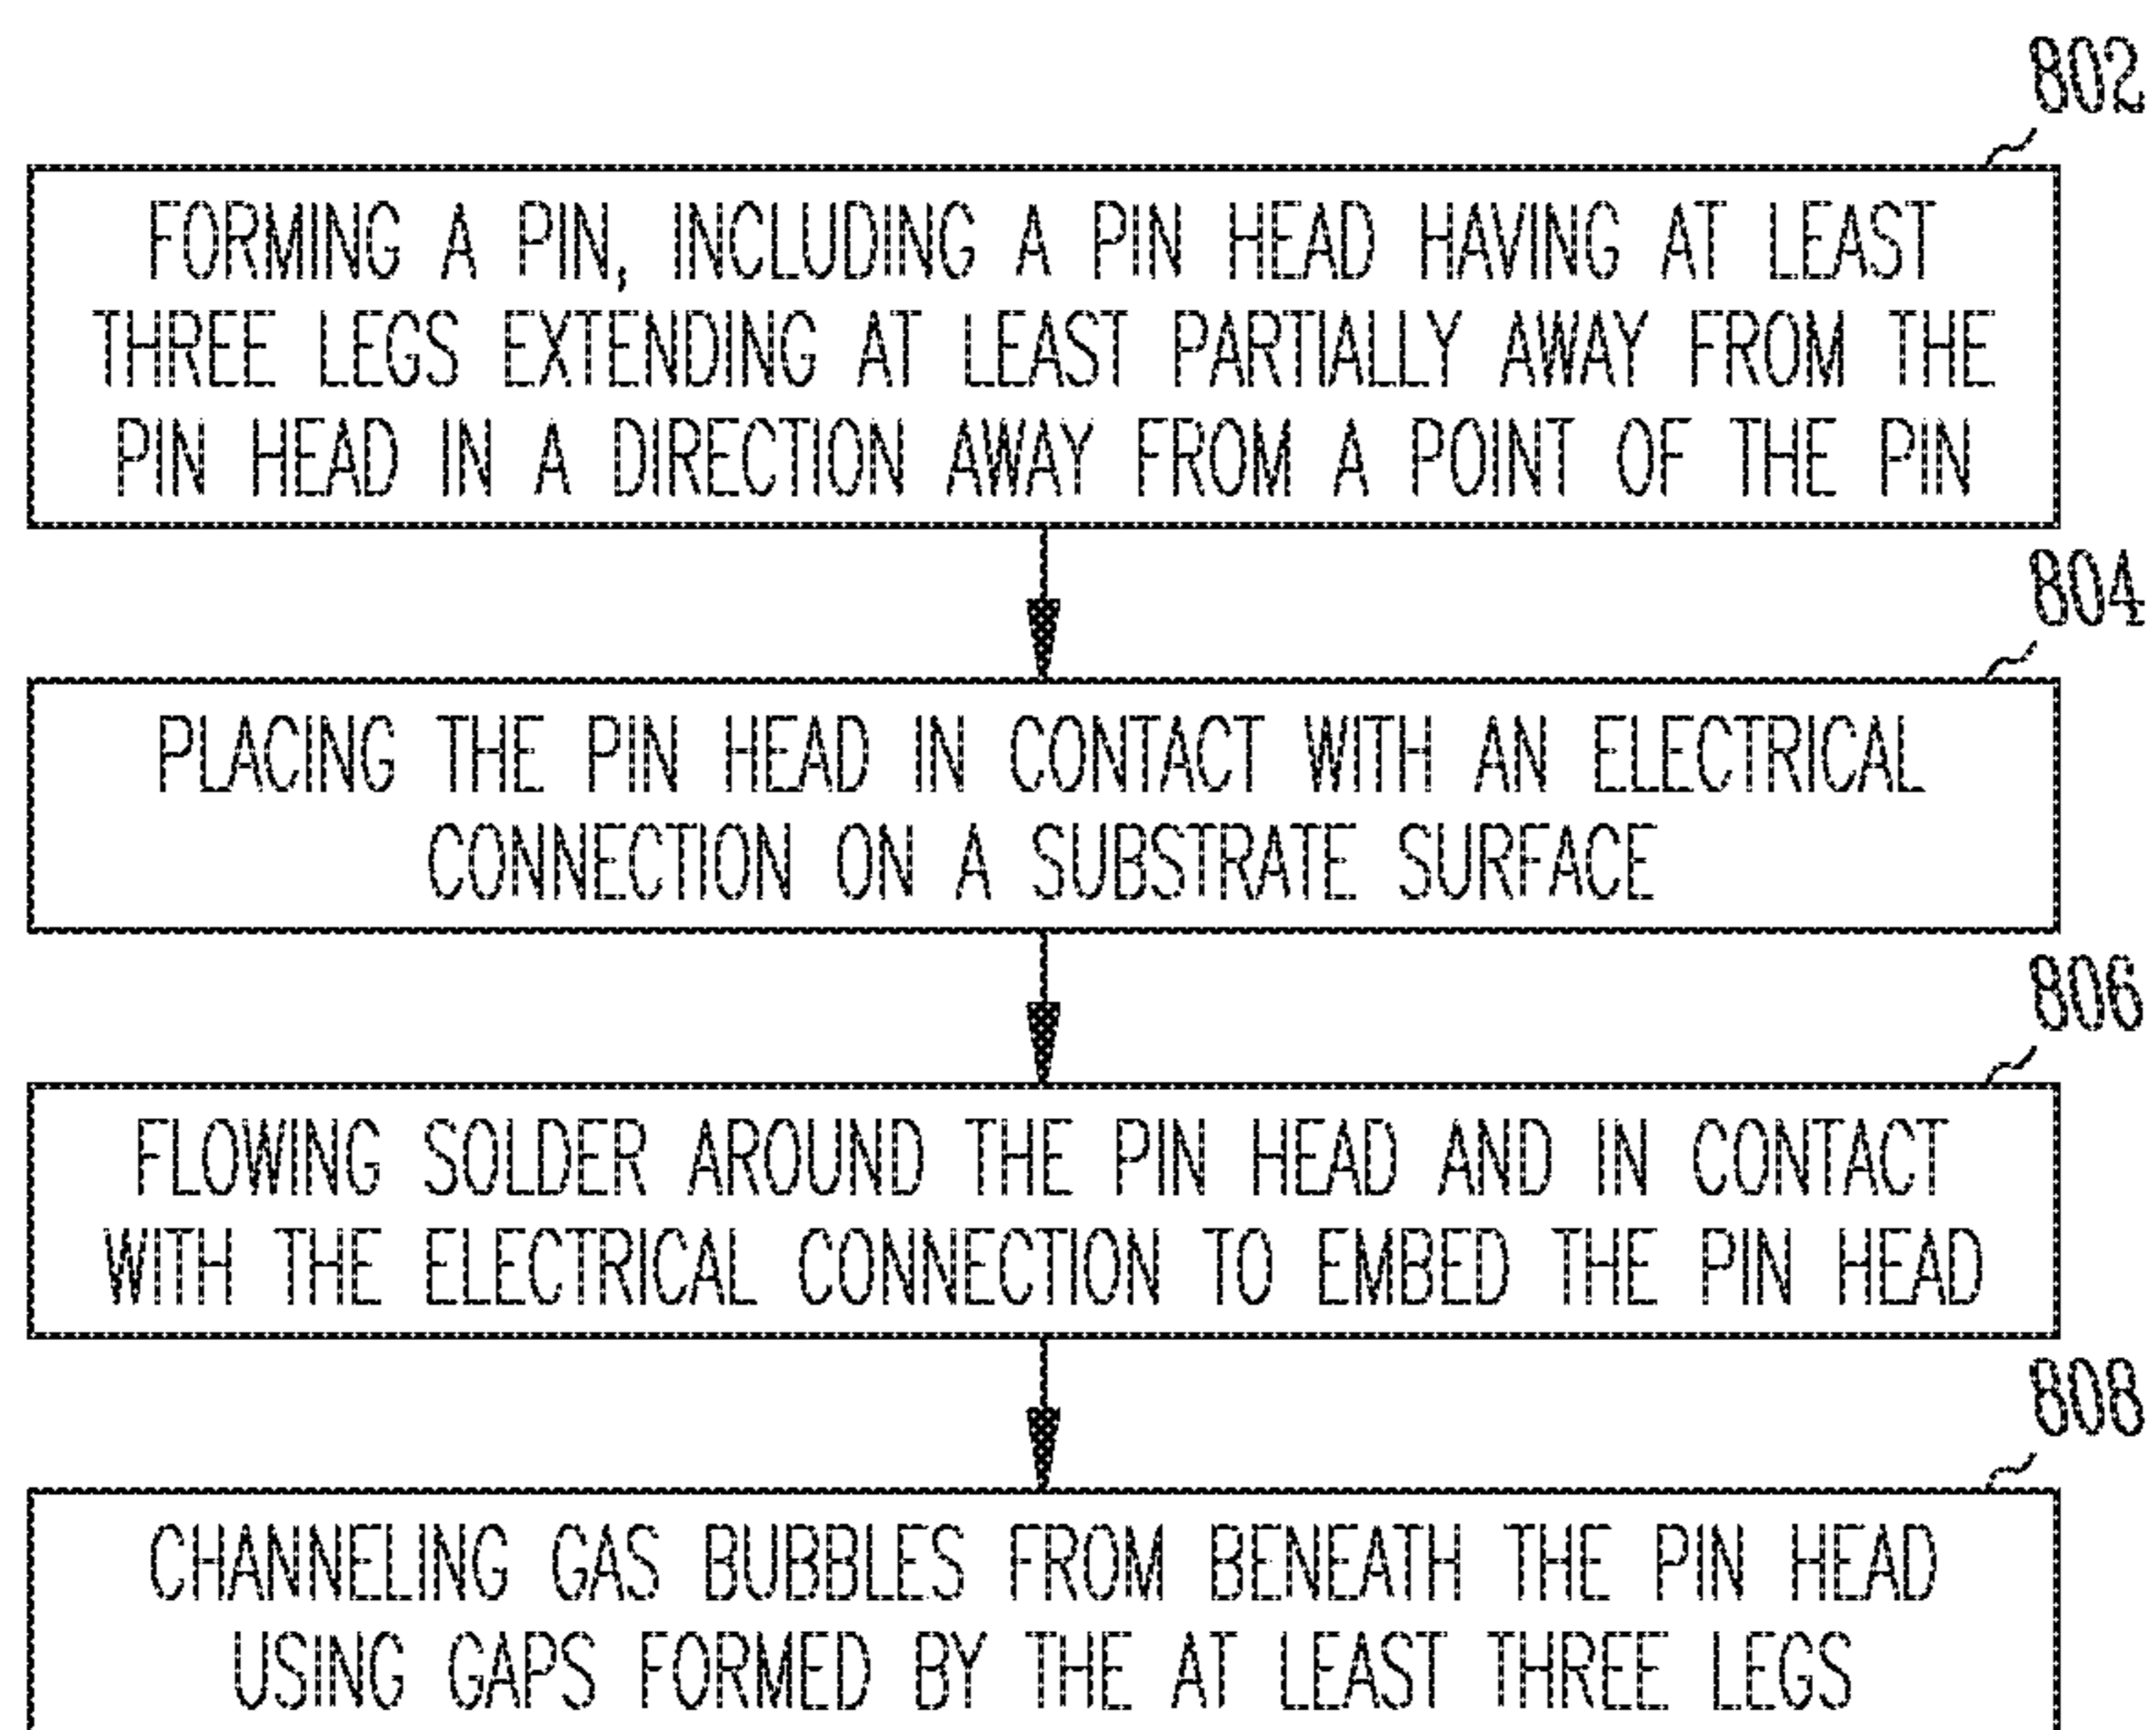 802
FORMING A PIN, INCLUDING A PIN HEAD HAVING AT LEAST
THREE LEGS EXTENDING AT LEAST PARTIALLY AWAY FROM THE
PIN HEAD IN A DIRECTION AWAY FROM A POINT OF THE PIN
804
PLACING THE PIN HEAD IN CONTACT WITH AN ELECTRICAL
CONNECTION ON A SUBSTRATE SURFACE
806
FLOWING SOLDER AROUND THE PIN HEAD AND IN CONTACT
WITH THE ELECTRICAL CONNECTION TO EMBED THE PIN HEAD
808
CHANNELING GAS BUBBLES FROM BENEATH THE PIN HEAD
USING GAPS FORMED BY THE AT LEAST THREE LEGS